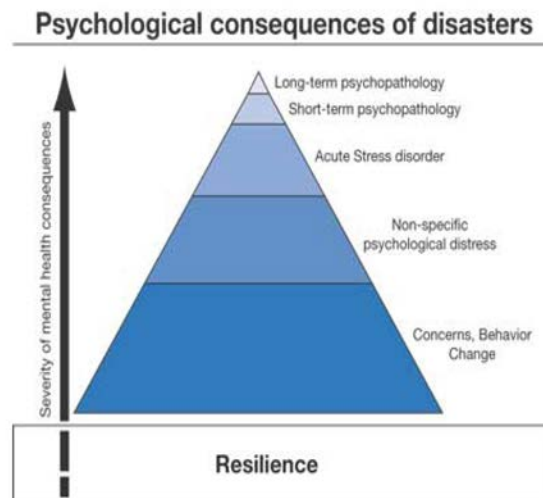 Psychological consequences of disasters
Severity of mental health consequences
Long-term psychopathology
Short-term psychopathology
Acute Stress disorder
Non-specific
psychological distress
Concerns, Behavior
Change
Resilience